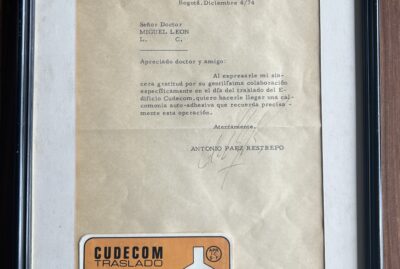 Bogotá, Diciembre 4/74
Señor Doctor
MIGUEL LEON
L. C.
Apreciado doctor y amigo:
Al expresarle mi sin-
cera gratitud por su gentilísima colaboración
específicamente en el día del traslado del E-
dificio Cudecom, quiero hacerle llegar una cal-
comonía auto-adhesiva que recuerda precisa-
mente esta operación.
Atentamente,
ANTONIO PAEZ RESTREPO
CUDECOM
TRASLADO